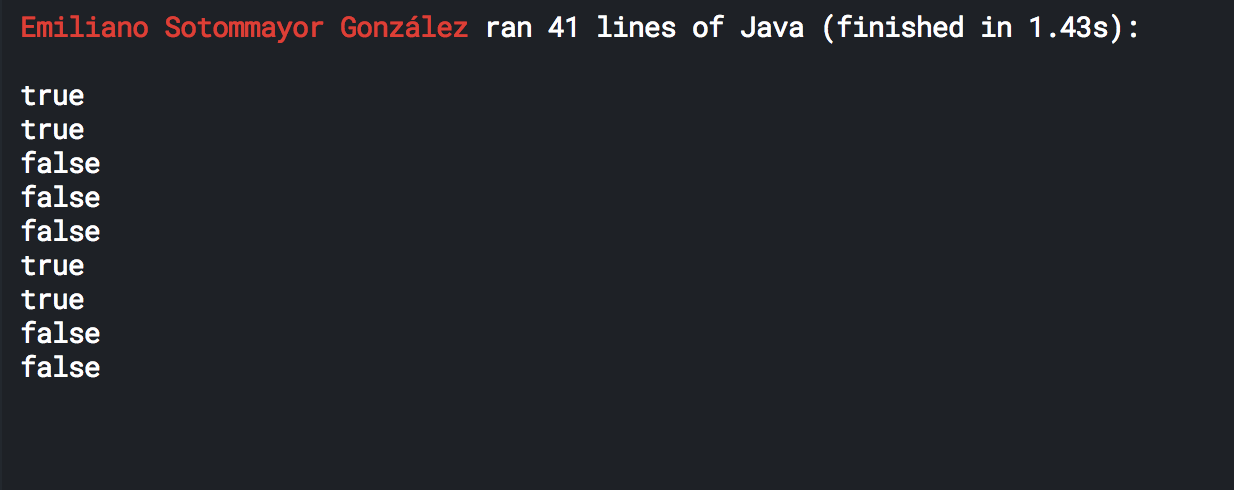 Emiliano Sotommayor González ran 41 lines of Java (finished in 1.43s):
true
true
false
false
false
true
true
false
false